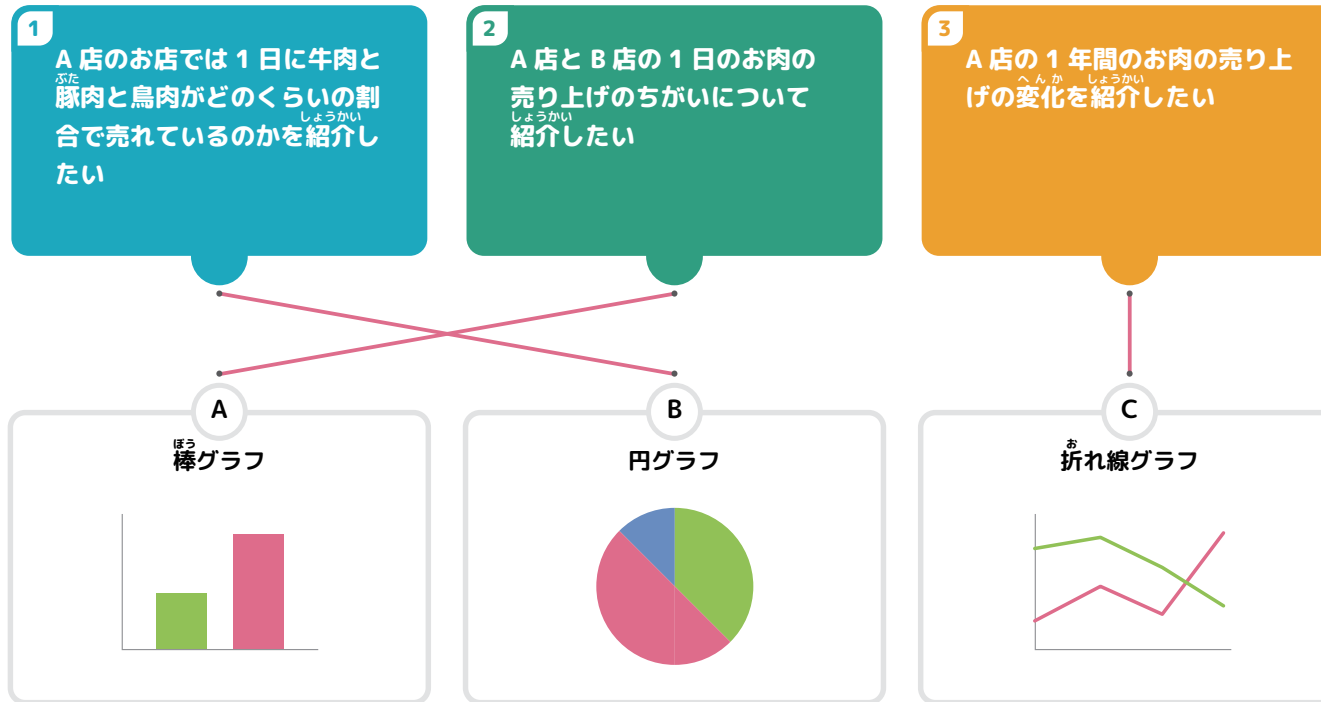 1
A 店のお店では 1 日に牛肉と
ぶた
豚肉と鳥肉がどのくらいの割
しょうかい
合で売れているのかを紹介し
たい
2
A 店と B 店の 1 日のお肉の
売り上げのちがいについて
しょうかい
紹介したい
3
A 店の 1 年間のお肉の売り上
へんか しょうかい
げの変化を紹介したい
A
ぼう
棒グラフ
B
円グラフ
C
お
折れ線グラフ